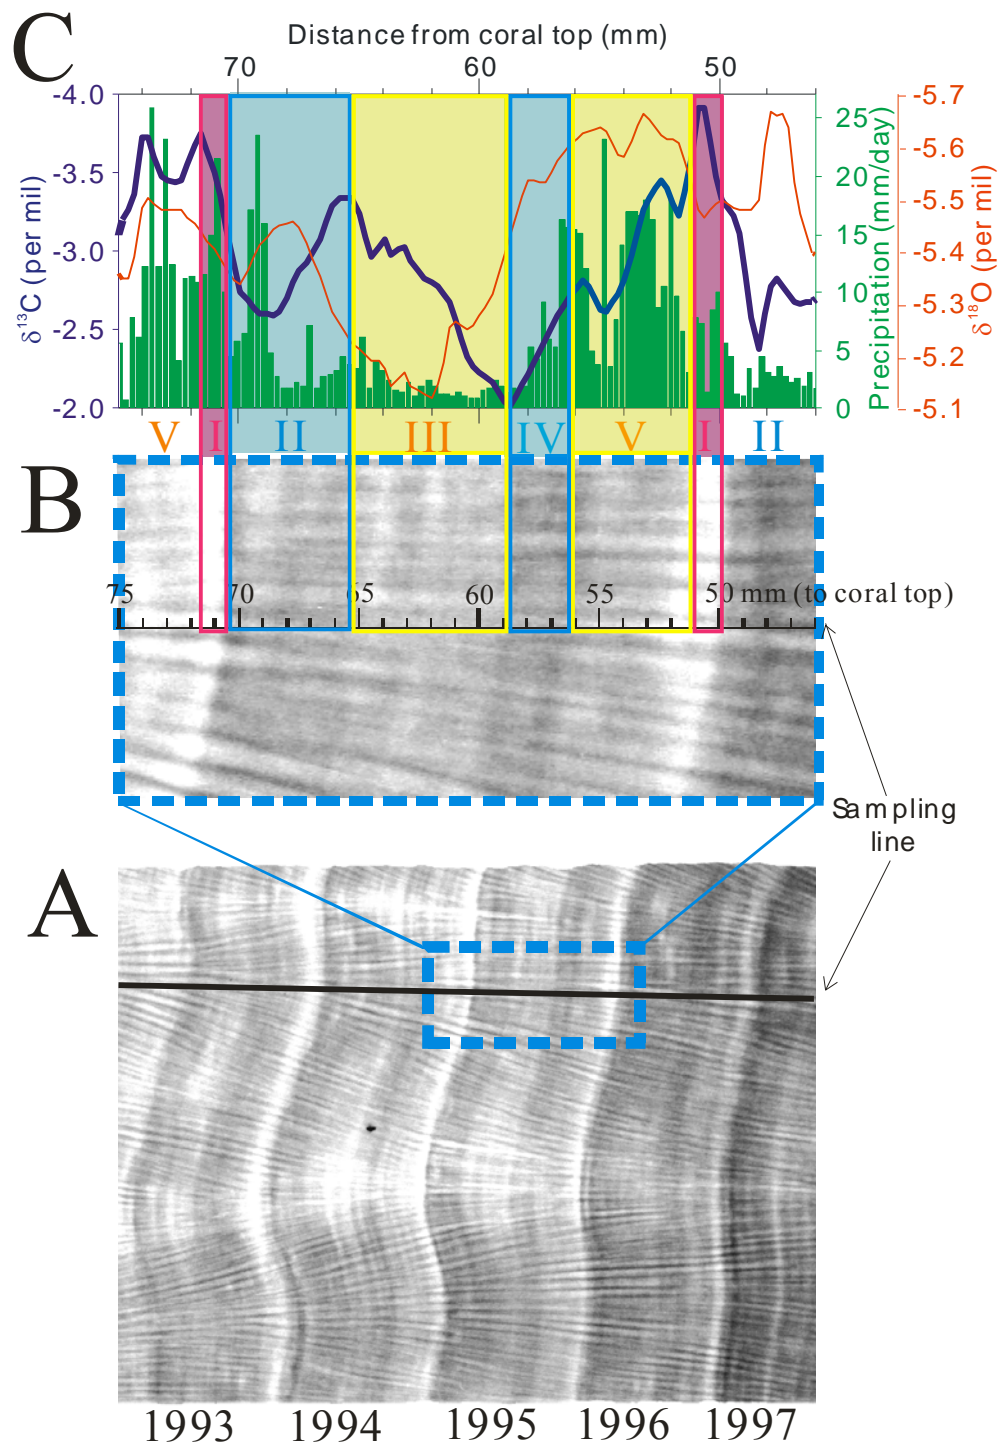 C
Distance from coral top (mm)
70 60 50
-4.0
-3.5
-3.0
-2.5
-2.0
δ13C (per mil)
25
20
15
10
5
0
Precipitation (mm/day)
-5.7
-5.6
-5.5
-5.4
-5.3
-5.2
-5.1
δ18O (per mil)
V I II III IV V I II
B
75 70 65 60 55 50 mm (to coral top)
Sampling
line
A
1993 1994 1995 1996 1997